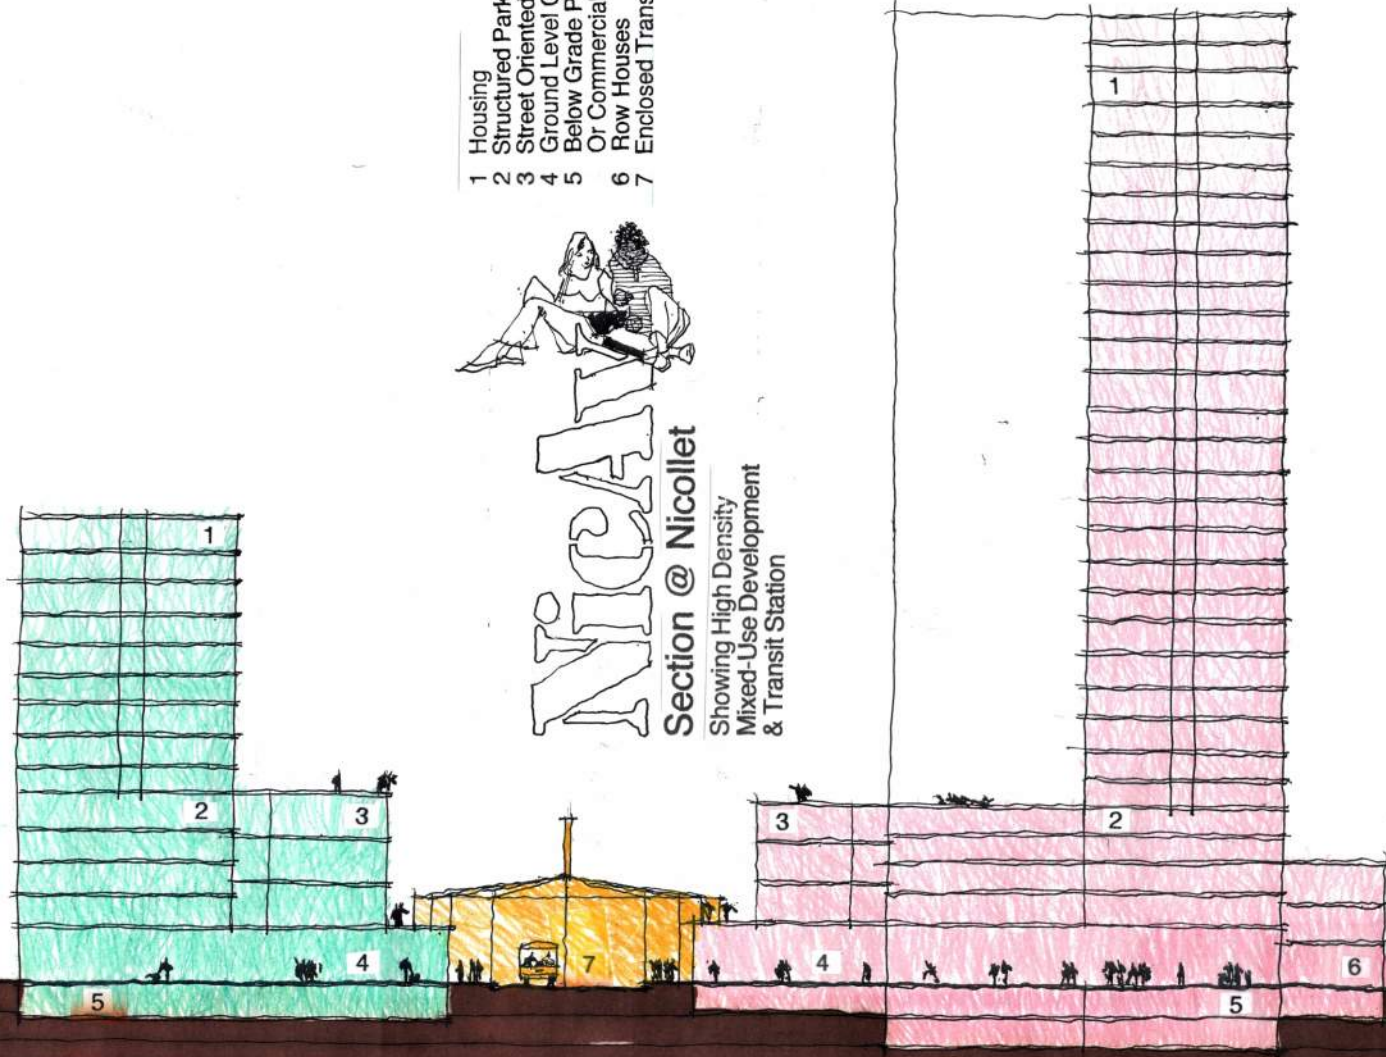 1 Housing
2 Structured Park
3 Street Oriented
4 Ground Level
5 Below Grade
Or Commercial
6 Row Houses
7 Enclosed
NiCAV
Section @ Nicollet
Showing High Density
Mixed-Use Development
& Transit Station
1
1
2
3
3
2
4
7
4
6
5
5